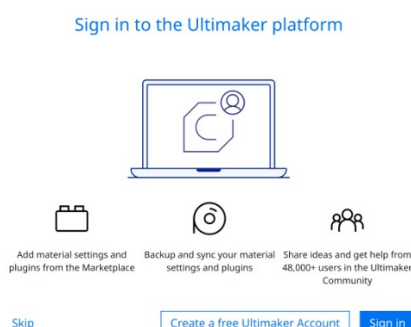 Sign in to the Ultimaker platform
Add material settings and
plugins from the Marketplace
Backup and sync your material
settings and plugins
Share ideas and get help from
48,000+ users in the Ultimaker
Community
Skip
Create a free Ultimaker Account
Sign in